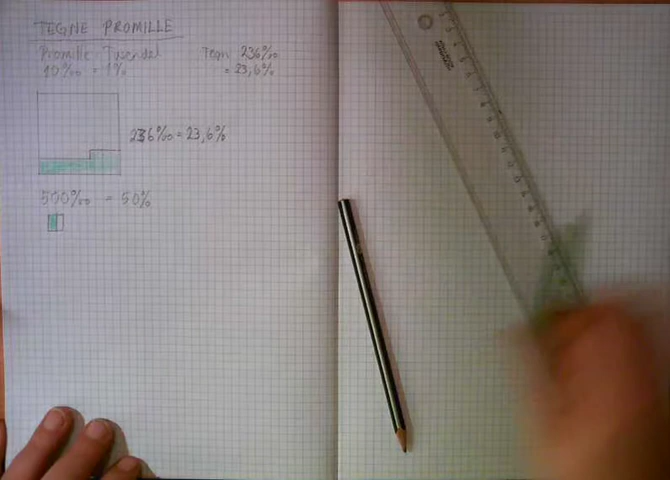 TEGNE PROMILLE
Promille Tusendel
10‰ = 1%
Tegn 236‰
= 23,6%
236‰ = 23,6%
500‰ = 50%